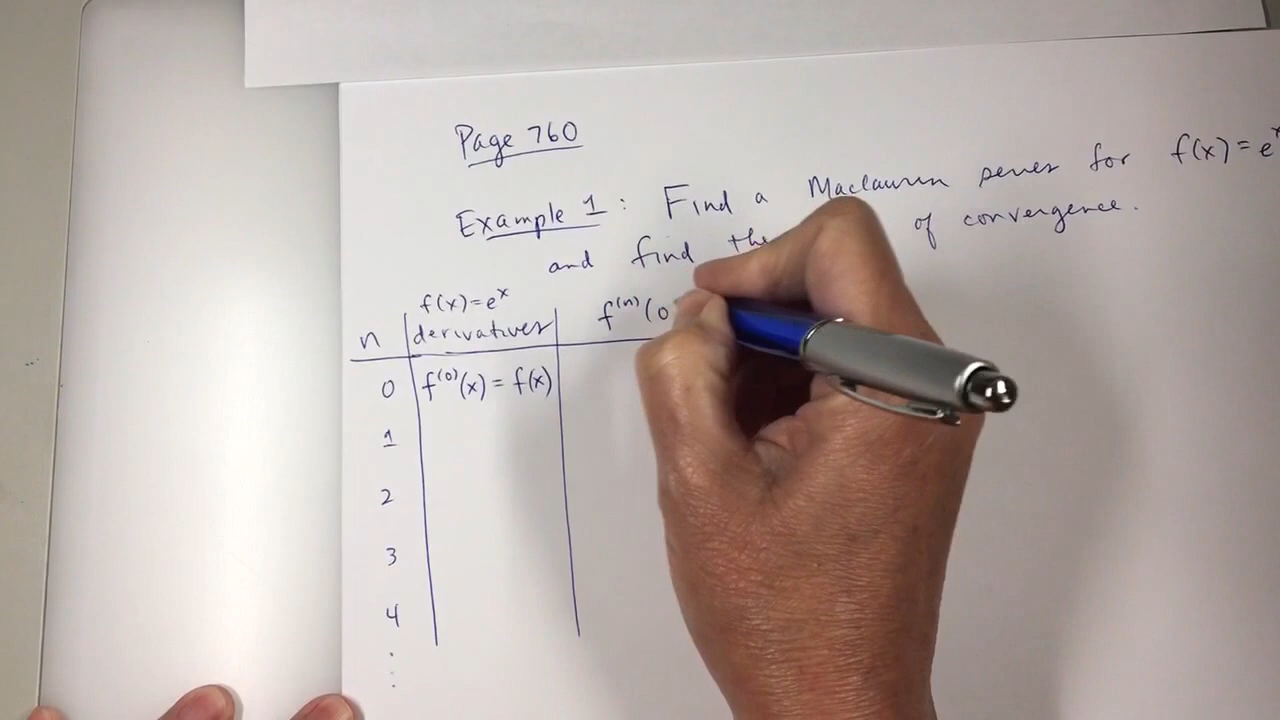 Page 760
Example 1: Find a Maclaurin series for f(x) = e^x
and find the of convergence.
f(x)=e^x
n derivatives f^(n)(0
0 f^(0)(x) = f(x)
1
2
3
4
⋮